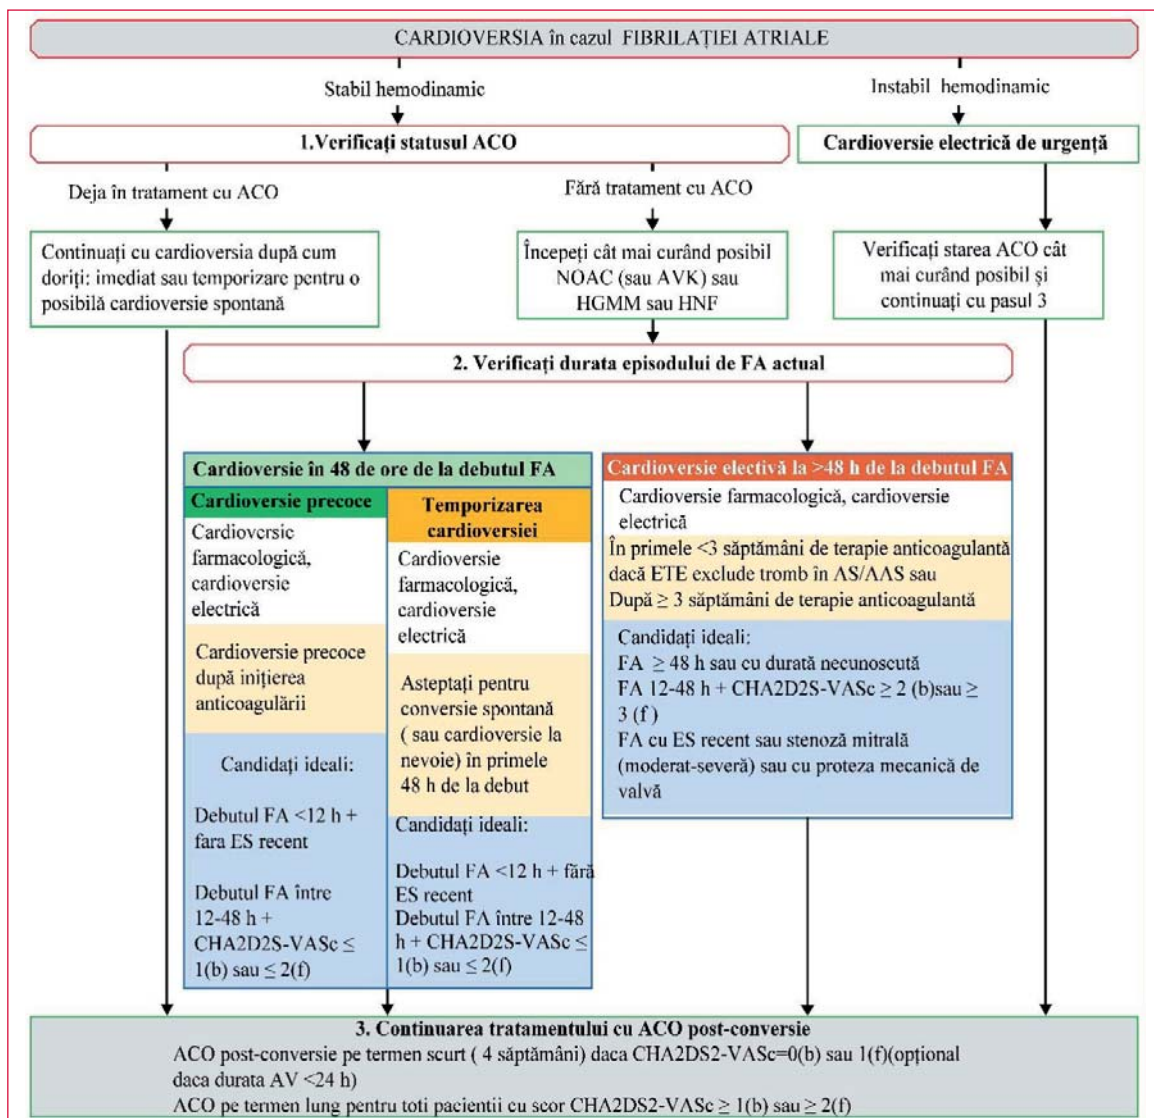 CARDIOVERSIA în cazul FIBRILAȚIEI ATRIALE
Stabil hemodinamic
Instabil hemodinamic
1.Verificați statusul ACO
Cardioversie electrică de urgență
Deja în tratament cu ACO
Fără tratament cu ACO
Continuați cu cardioversia după cum
doriți: imediat sau temporizare pentru o
posibilă cardioversie spontană
Începeți cât mai curând posibil
NOAC (sau AVK) sau
HGMM sau HNF
Verificați starea ACO cât
mai curând posibil și
continuați cu pasul 3
2. Verificați durata episodului de FA actual
Cardioversie în 48 de ore de la debutul FA
Cardioversie precoce
Cardioversie
farmacologică,
cardioversie
electrică
Cardioversie precoce
după inițierea
anticoagulării
Candidați ideali:
Debutul FA <12 h +
fara ES recent
Debutul FA între
12-48 h +
CHA2D2S-VASc ≤
1(b) sau ≤ 2(f)
Temporizarea
cardioversiei
Cardioversie
farmacologică,
cardioversie
electrică
Asteptați pentru
conversie spontană
( sau cardioversie la
nevoie) în primele
48 h de la debut
Candidați ideali:
Debutul FA <12 h + fără
ES recent
Debutul FA între 12-48
h + CHA2D2S-VASc ≤
1(b) sau ≤ 2(f)
Cardioversie electivă la >48 h de la debutul FA
Cardioversie farmacologică, cardioversie
electrică
În primele <3 săptămâni de terapie anticoagulantă
dacă ETE exclude tromb în AS/AAS sau
După ≥ 3 săptămâni de terapie anticoagulantă
Candidați ideali:
FA ≥ 48 h sau cu durată necunoscută
FA 12-48 h + CHA2D2S-VASc ≥ 2 (b)sau ≥
3 (f )
FA cu ES recent sau stenoză mitrală
(moderat-severă) sau cu proteza mecanică de
valvă
3. Continuarea tratamentului cu ACO post-conversie
ACO post-conversie pe termen scurt ( 4 săptămâni) daca CHA2DS2-VASc=0(b) sau 1(f)(opțional
daca durata AV <24 h)
ACO pe termen lung pentru toti pacientii cu scor CHA2DS2-VASc ≥ 1(b) sau ≥ 2(f)